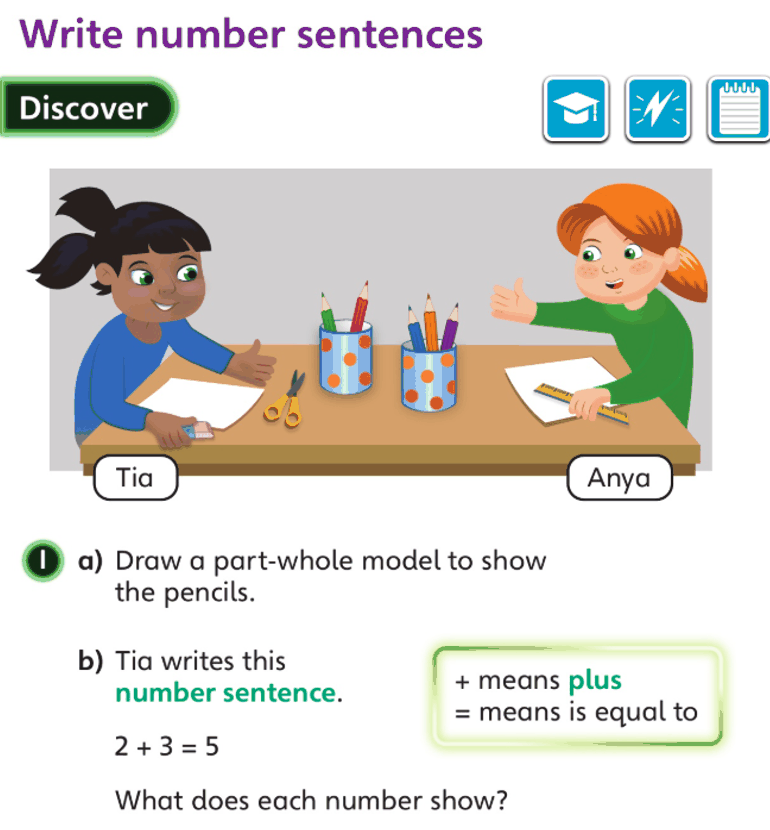 Write number sentences
Discover
Tia
Anya
1 a) Draw a part-whole model to show
the pencils.
b) Tia writes this
number sentence.
+ means plus
= means is equal to
2 + 3 = 5
What does each number show?